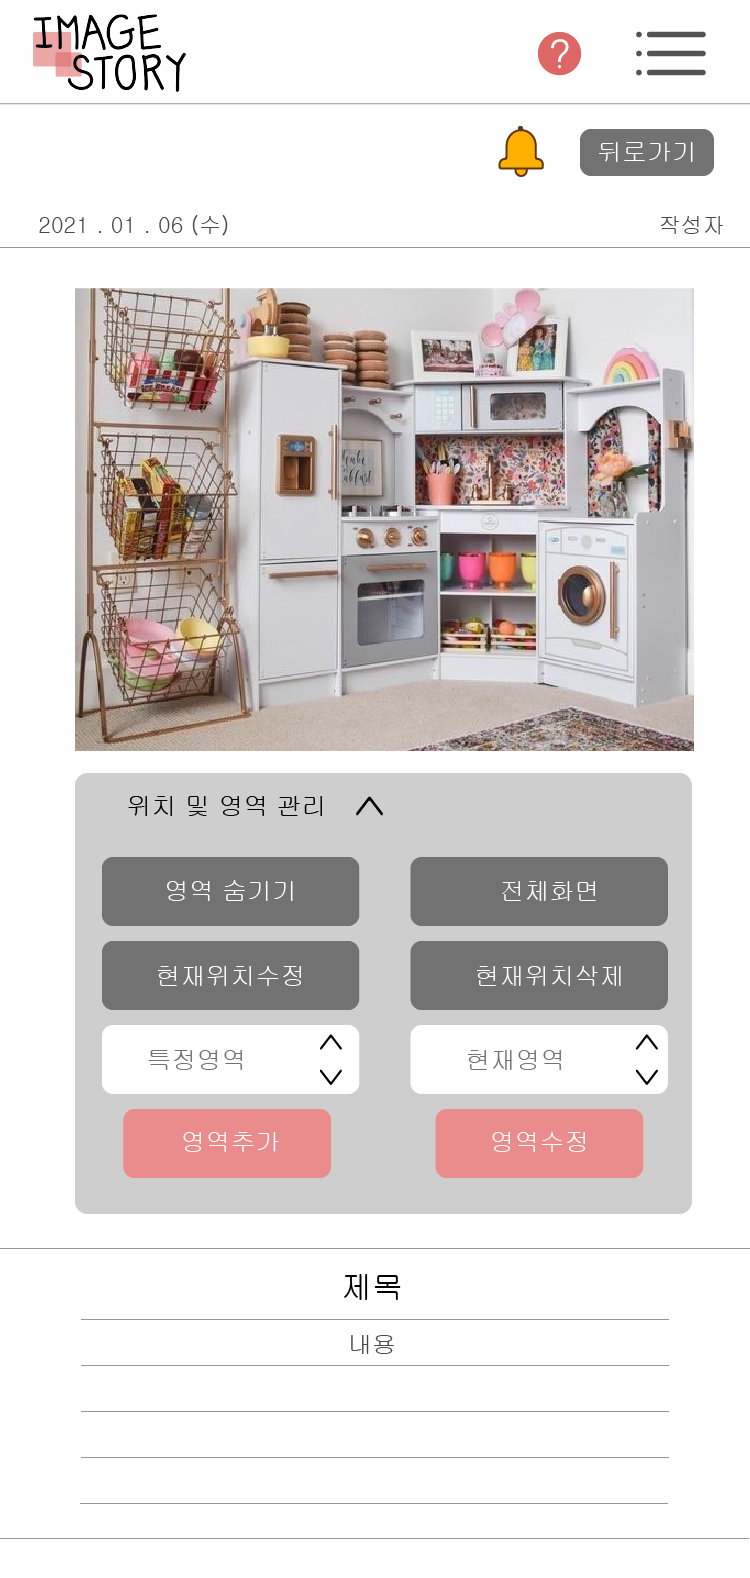 IMAGE
STORY
?
뒤로가기
2021 . 01 . 06 (수)
작성자
위치 및 영역 관리
영역 숨기기
전체화면
현재위치수정
현재위치삭제
특정영역
현재영역
영역추가
영역수정
제목
내용